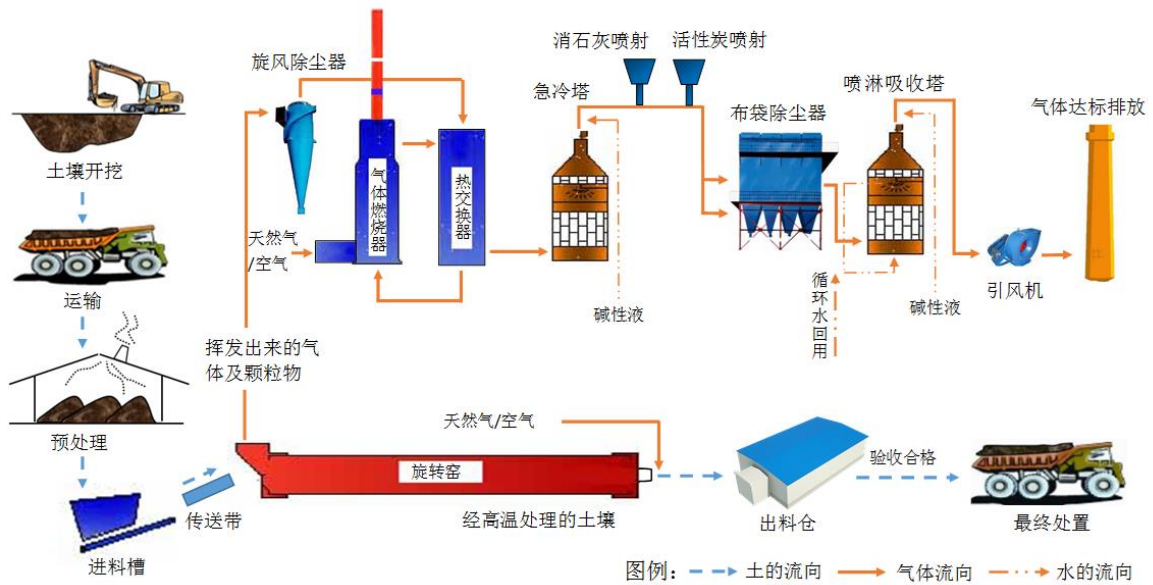 土壤开挖
运输
预处理
进料槽
传送带
挥发出来的气
体及颗粒物
旋风除尘器
天然气
/空气
气体燃烧器
热交换器
急冷塔
碱性液
消石灰喷射
活性炭喷射
布袋除尘器
循环水回用
喷淋吸收塔
碱性液
引风机
气体达标排放
旋转窑
天然气/空气
经高温处理的土壤
出料仓
验收合格
最终处置
图例：
土的流向
气体流向
水的流向